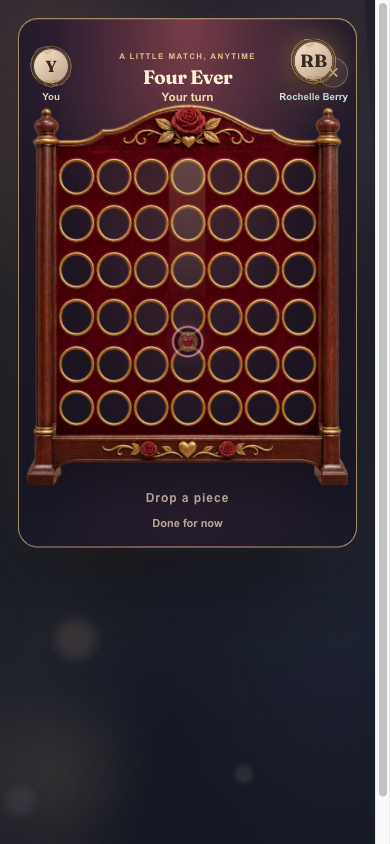 A LITTLE MATCH, ANYTIME
Y
Four Ever
RB
You
Your turn
Rochelle Berry
Drop a piece
Done for now